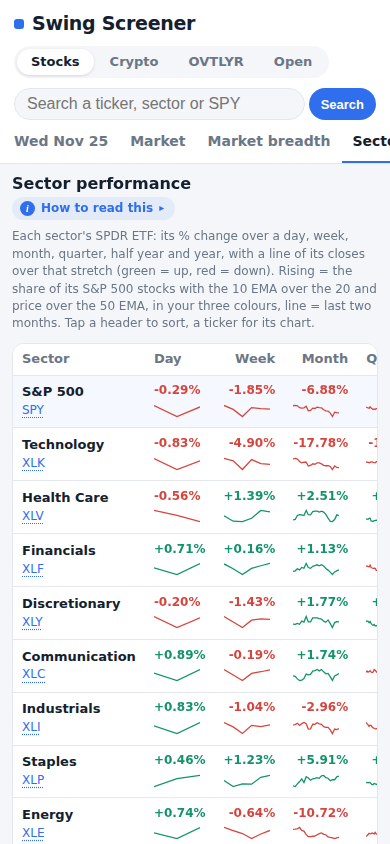 Swing Screener
Stocks Crypto OVTLYR Open
Search a ticker, sector or SPY Search
Wed Nov 25 Market Market breadth
Sector performance
i How to read this ▸
Each sector's SPDR ETF: its % change over a day, week,
month, quarter, half year and year, with a line of its closes
over that stretch (green = up, red = down). Rising = the
share of its S&P 500 stocks with the 10 EMA over the 20 and
price over the 50 EMA, in your three colours, line = last two
months. Tap a header to sort, a ticker for its chart.
Sector Day Week Month
S&P 500 -0.29% -1.85% -6.88%
SPY
Technology -0.83% -4.90% -17.78%
XLK
Health Care -0.56% +1.39% +2.51%
XLV
Financials +0.71% +0.16% +1.13%
XLF
Discretionary -0.20% -1.43% +1.77%
XLY
Communication +0.89% -0.19% +1.74%
XLC
Industrials +0.83% -1.04% -2.96%
XLI
Staples +0.46% +1.23% +5.91%
XLP
Energy +0.74% -0.64% -10.72%
XLE